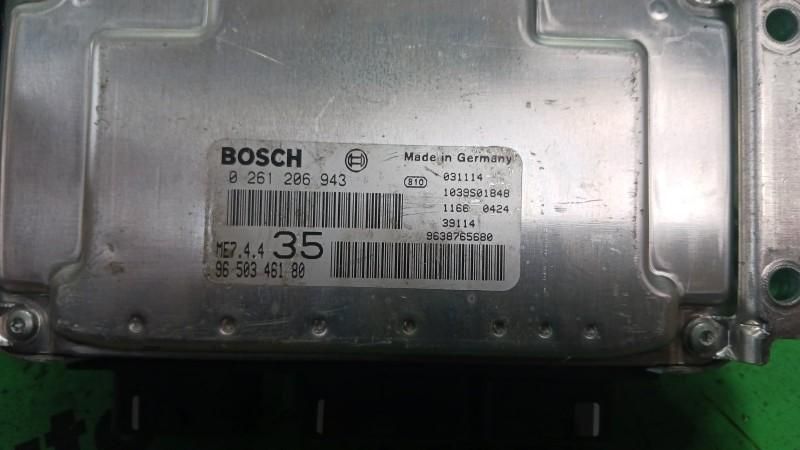 BOSCH
Made in Germany
0 261 206 943
810
031114
1039S01848
1166 0424
39114
9638765680
ME7.4.4 35
96 503 461 80